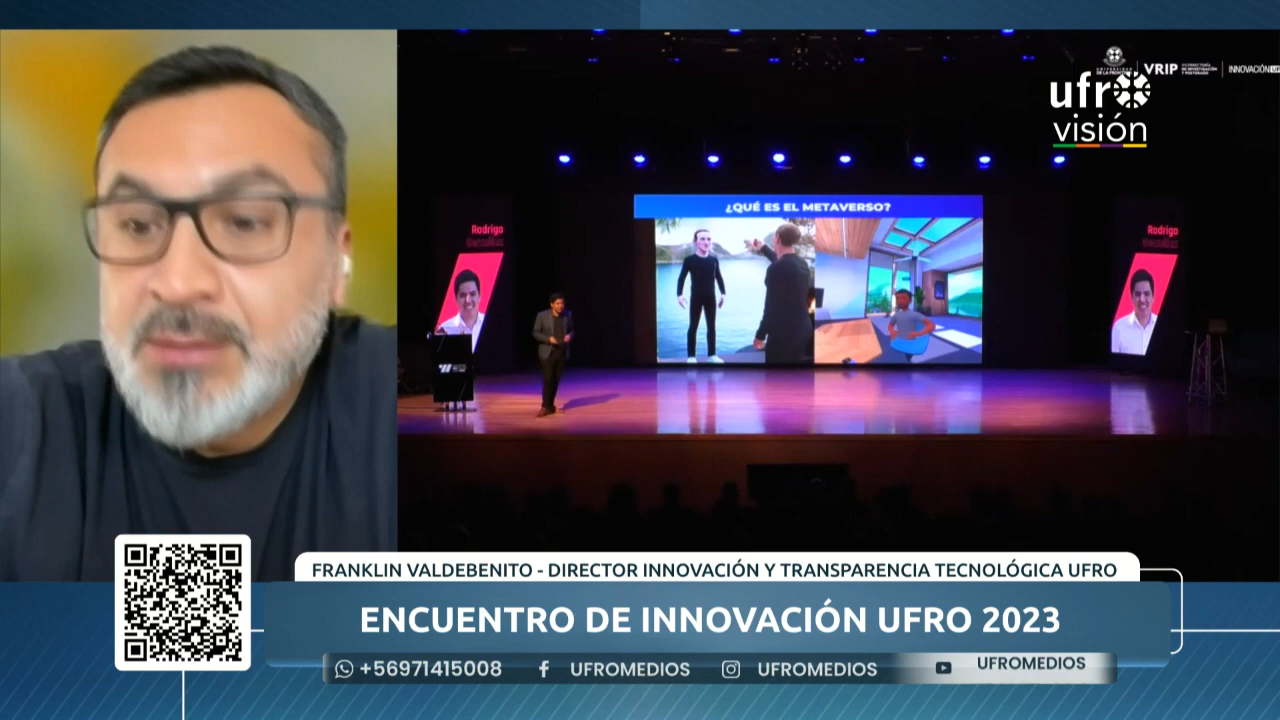 VRIP
INNOVACIÓN
ufro
visión
¿QUÉ ES EL METAVERSO?
Rodrigo
Rodrigo
FRANKLIN VALDEBENITO - DIRECTOR INNOVACIÓN Y TRANSPARENCIA TECNOLÓGICA UFRO
ENCUENTRO DE INNOVACIÓN UFRO 2023
+56971415008 UFROMEDIOS UFROMEDIOS UFROMEDIOS